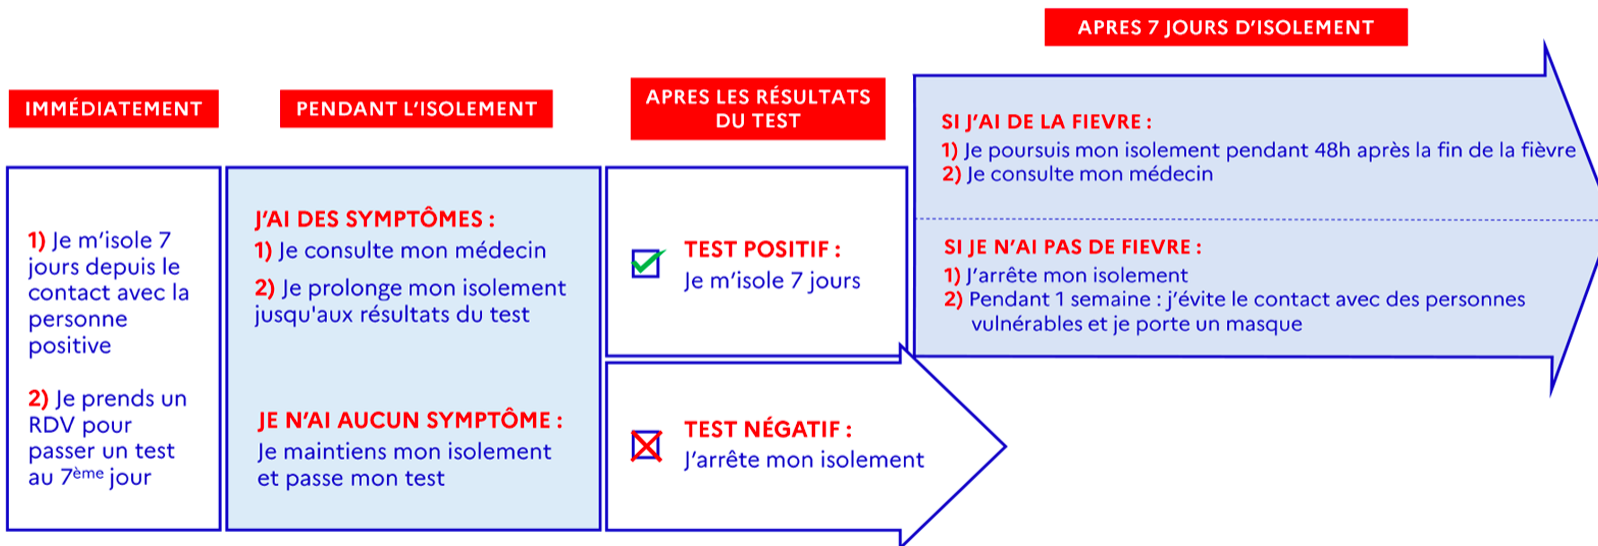 IMMÉDIATEMENT
1) Je m'isole 7
jours depuis le
contact avec la
personne
positive
2) Je prends un
RDV pour
passer un test
au 7ème jour
PENDANT L'ISOLEMENT
J'AI DES SYMPTÔMES :
1) Je consulte mon médecin
2) Je prolonge mon isolement
jusqu'aux résultats du test
JE N'AI AUCUN SYMPTÔME :
Je maintiens mon isolement
et passe mon test
APRES LES RÉSULTATS
DU TEST
TEST POSITIF :
Je m'isole 7 jours
TEST NÉGATIF :
J'arrête mon isolement
APRES 7 JOURS D'ISOLEMENT
SI J'AI DE LA FIEVRE :
1) Je poursuis mon isolement pendant 48h après la fin de la fièvre
2) Je consulte mon médecin
SI JE N'AI PAS DE FIEVRE :
1) J'arrête mon isolement
2) Pendant 1 semaine : j'évite le contact avec des personnes
vulnérables et je porte un masque